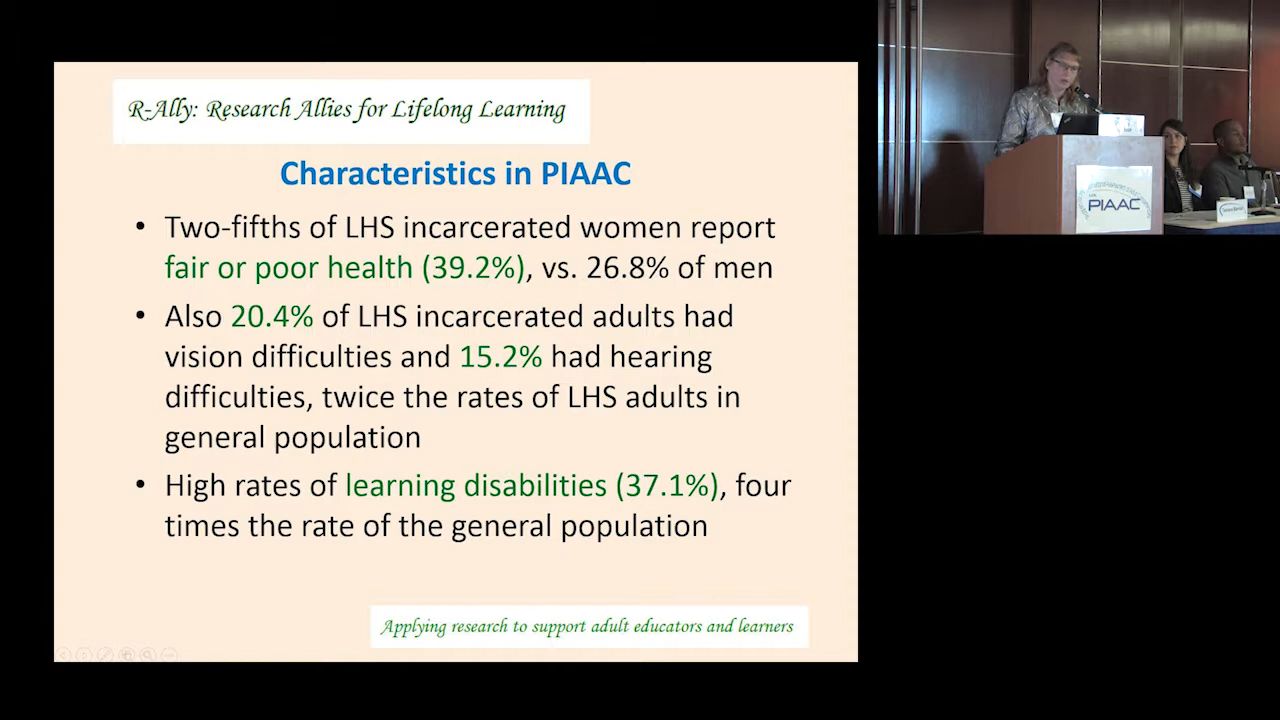 R-Ally: Research Allies for Lifelong Learning
Characteristics in PIAAC
• Two-fifths of LHS incarcerated women report
fair or poor health (39.2%), vs. 26.8% of men
• Also 20.4% of LHS incarcerated adults had
vision difficulties and 15.2% had hearing
difficulties, twice the rates of LHS adults in
general population
• High rates of learning disabilities (37.1%), four
times the rate of the general population
Applying research to support adult educators and learners
PIAAC